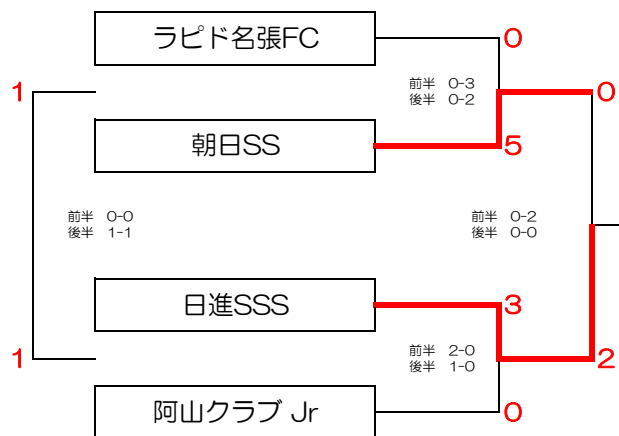 ラピド名張FC
0
前半 0-3
後半 0-2
1
0
朝日SS
5
前半 0-0
後半 1-1
前半 0-2
後半 0-0
日進SSS
3
前半 2-0
後半 1-0
1
2
阿山クラブ Jr
0